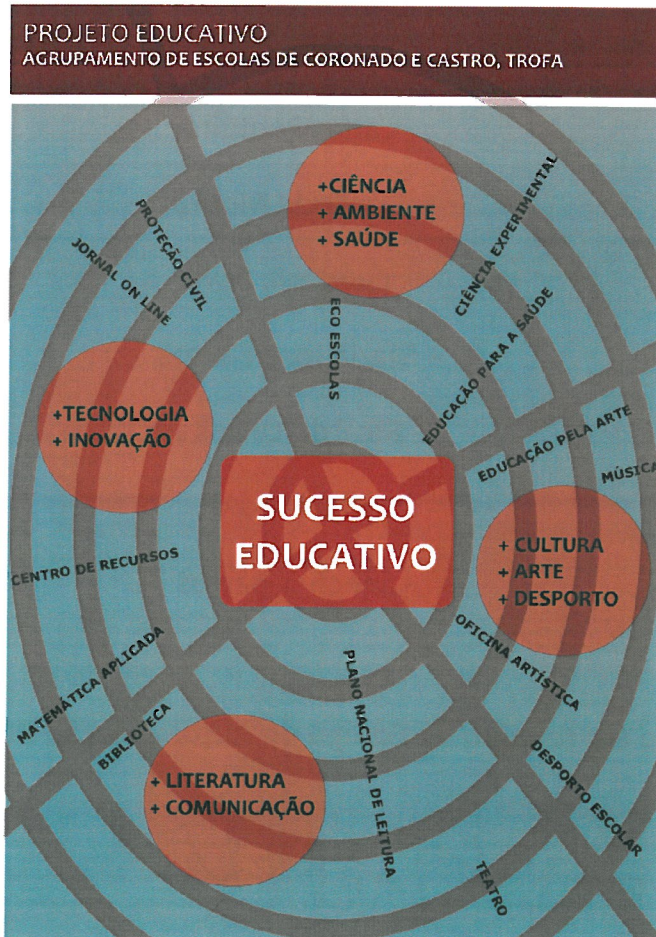 PROJETO EDUCATIVO
AGRUPAMENTO DE ESCOLAS DE CORONADO E CASTRO, TROFA
+CIÊNCIA
+ AMBIENTE
+ SAÚDE
CIÊNCIA EXPERIMENTAL
PROTEÇÃO CÍVIL
JORNAL ON LINE
ECO ESCOLAS
EDUCAÇÃO PARA A SAÚDE
+TECNOLOGIA
+ INOVAÇÃO
EDUCAÇÃO PELA ARTE
MÚSICA
SUCESSO
EDUCATIVO
+ CULTURA
+ ARTE
+ DESPORTO
CENTRO DE RECURSOS
OFICINA ARTÍSTICA
MATEMÁTICA APLICADA
BIBLIOTECA
PLANO NACIONAL DE LEITURA
+ LITERATURA
+ COMUNICAÇÃO
DESPORTO ESCOLAR
TEATRO